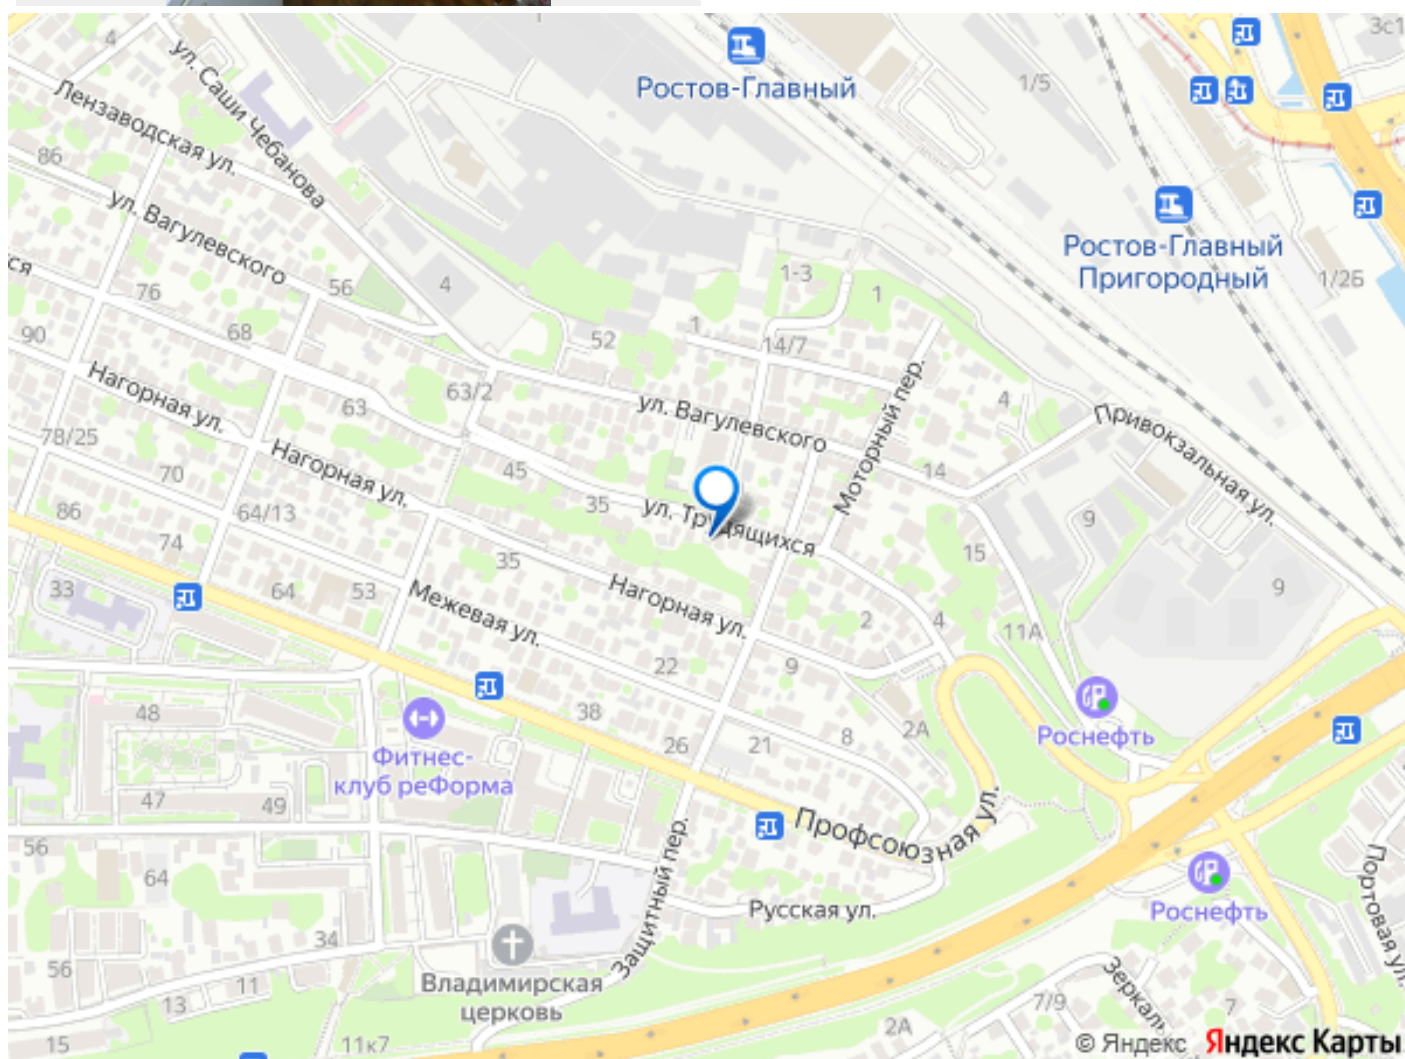 4
ул. Саши Чебанова
Ростов-Главный
1/5
3с1
Лензаводская ул.
86
ул. Вагулевского
Ростов-Главный
Пригородный
1/2Б
ся
76
56
4
1-3
1
90
68
52
1
14/7
Нагорная ул.
63
63/2
ул. Вагулевского
Моторный пер.
4
Привокзальная ул.
78/25
70
Нагорная ул.
45
35
ул. Трудящихся
14
9
86
64/13
74
35
15
9
33
64
53
Межевая ул.
Нагорная ул.
2
4
11А
22
9
48
38
26
21
8
2А
Роснефть
Фитнес-
клуб реФорма
47
49
Профсоюзная ул.
56
64
Защитный пер.
Русская ул.
Роснефть
Портовая ул.
34
56
11
13
Владимирская
церковь
Зеркаль
7/9
7
2А
15
11к7
© Яндекс Яндекс Карты